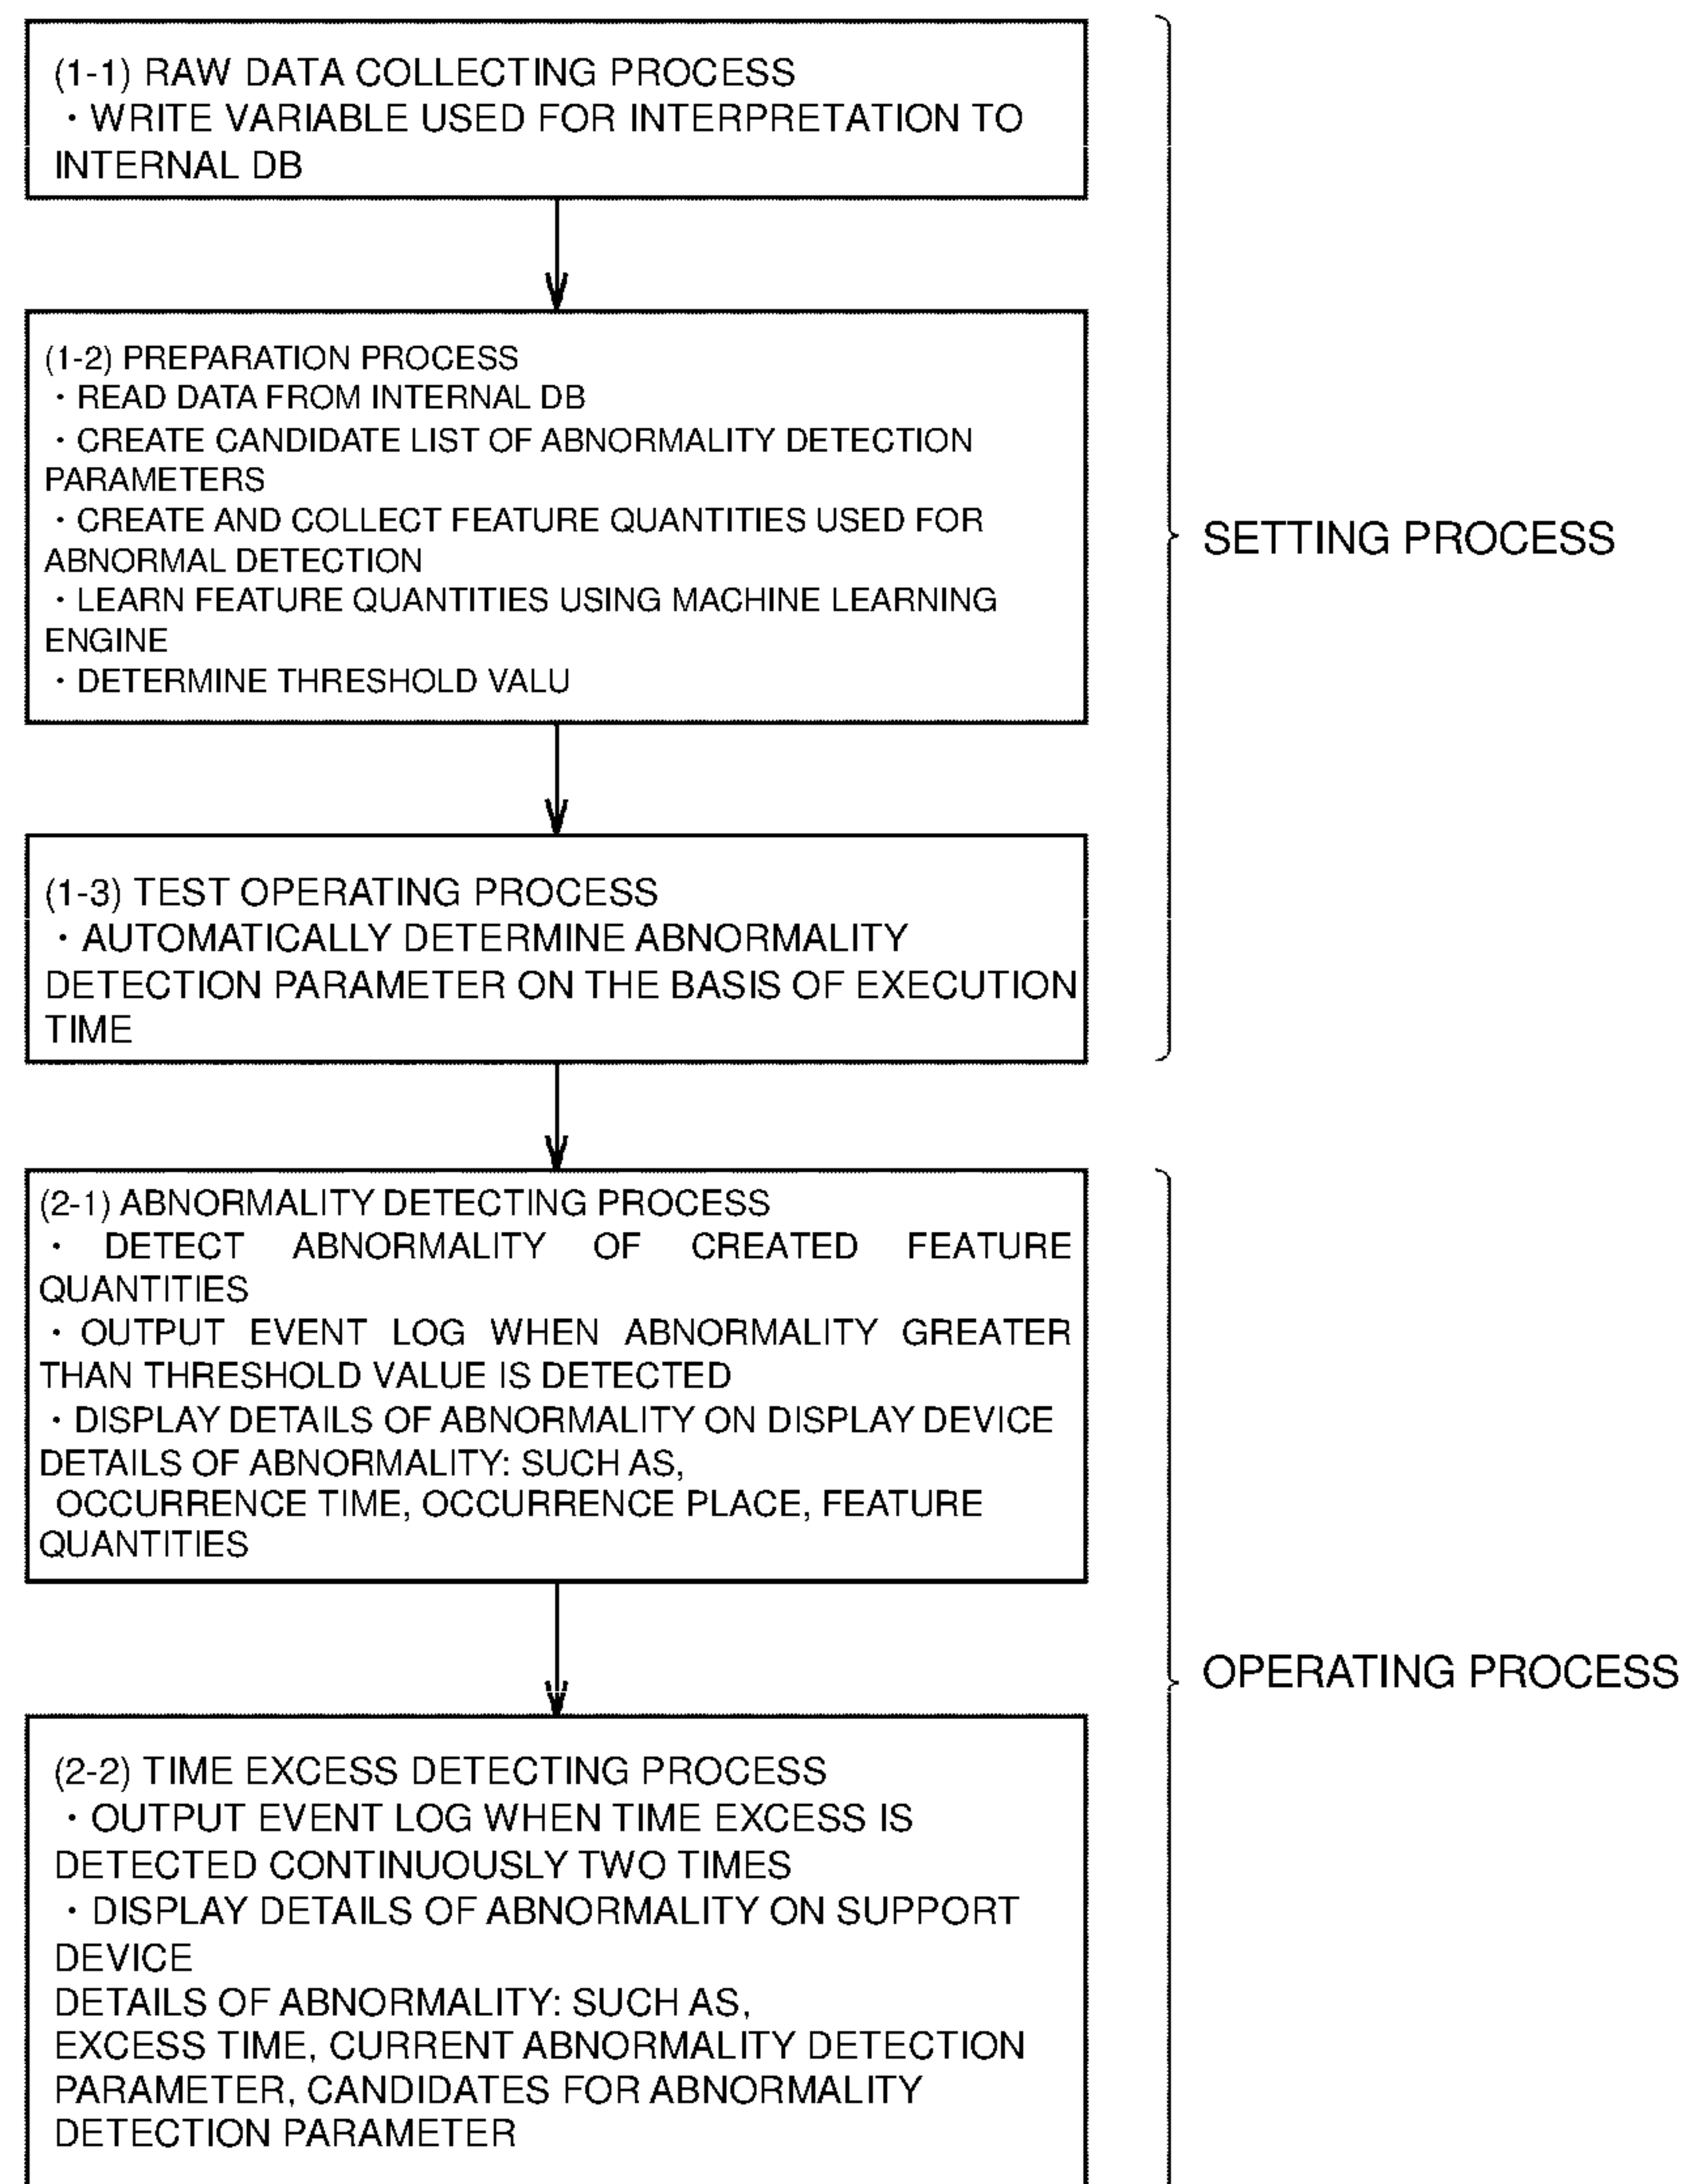 (1-1) RAW DATA COLLECTING PROCESS
・WRITE VARIABLE USED FOR INTERPRETATION TO
INTERNAL DB
(1-2) PREPARATION PROCESS
・READ DATA FROM INTERNAL DB
・CREATE CANDIDATE LIST OF ABNORMALITY DETECTION
PARAMETERS
・CREATE AND COLLECT FEATURE QUANTITIES USED FOR
ABNORMAL DETECTION
・LEARN FEATURE QUANTITIES USING MACHINE LEARNING
ENGINE
・DETERMINE THRESHOLD VALU
(1-3) TEST OPERATING PROCESS
・AUTOMATICALLY DETERMINE ABNORMALITY
DETECTION PARAMETER ON THE BASIS OF EXECUTION
TIME
SETTING PROCESS
(2-1) ABNORMALITY DETECTING PROCESS
・DETECT ABNORMALITY OF CREATED FEATURE
QUANTITIES
・OUTPUT EVENT LOG WHEN ABNORMALITY GREATER
THAN THRESHOLD VALUE IS DETECTED
・DISPLAY DETAILS OF ABNORMALITY ON DISPLAY DEVICE
DETAILS OF ABNORMALITY: SUCH AS,
OCCURRENCE TIME, OCCURRENCE PLACE, FEATURE
QUANTITIES
(2-2) TIME EXCESS DETECTING PROCESS
・OUTPUT EVENT LOG WHEN TIME EXCESS IS
DETECTED CONTINUOUSLY TWO TIMES
・DISPLAY DETAILS OF ABNORMALITY ON SUPPORT
DEVICE
DETAILS OF ABNORMALITY: SUCH AS,
EXCESS TIME, CURRENT ABNORMALITY DETECTION
PARAMETER, CANDIDATES FOR ABNORMALITY
DETECTION PARAMETER
OPERATING PROCESS